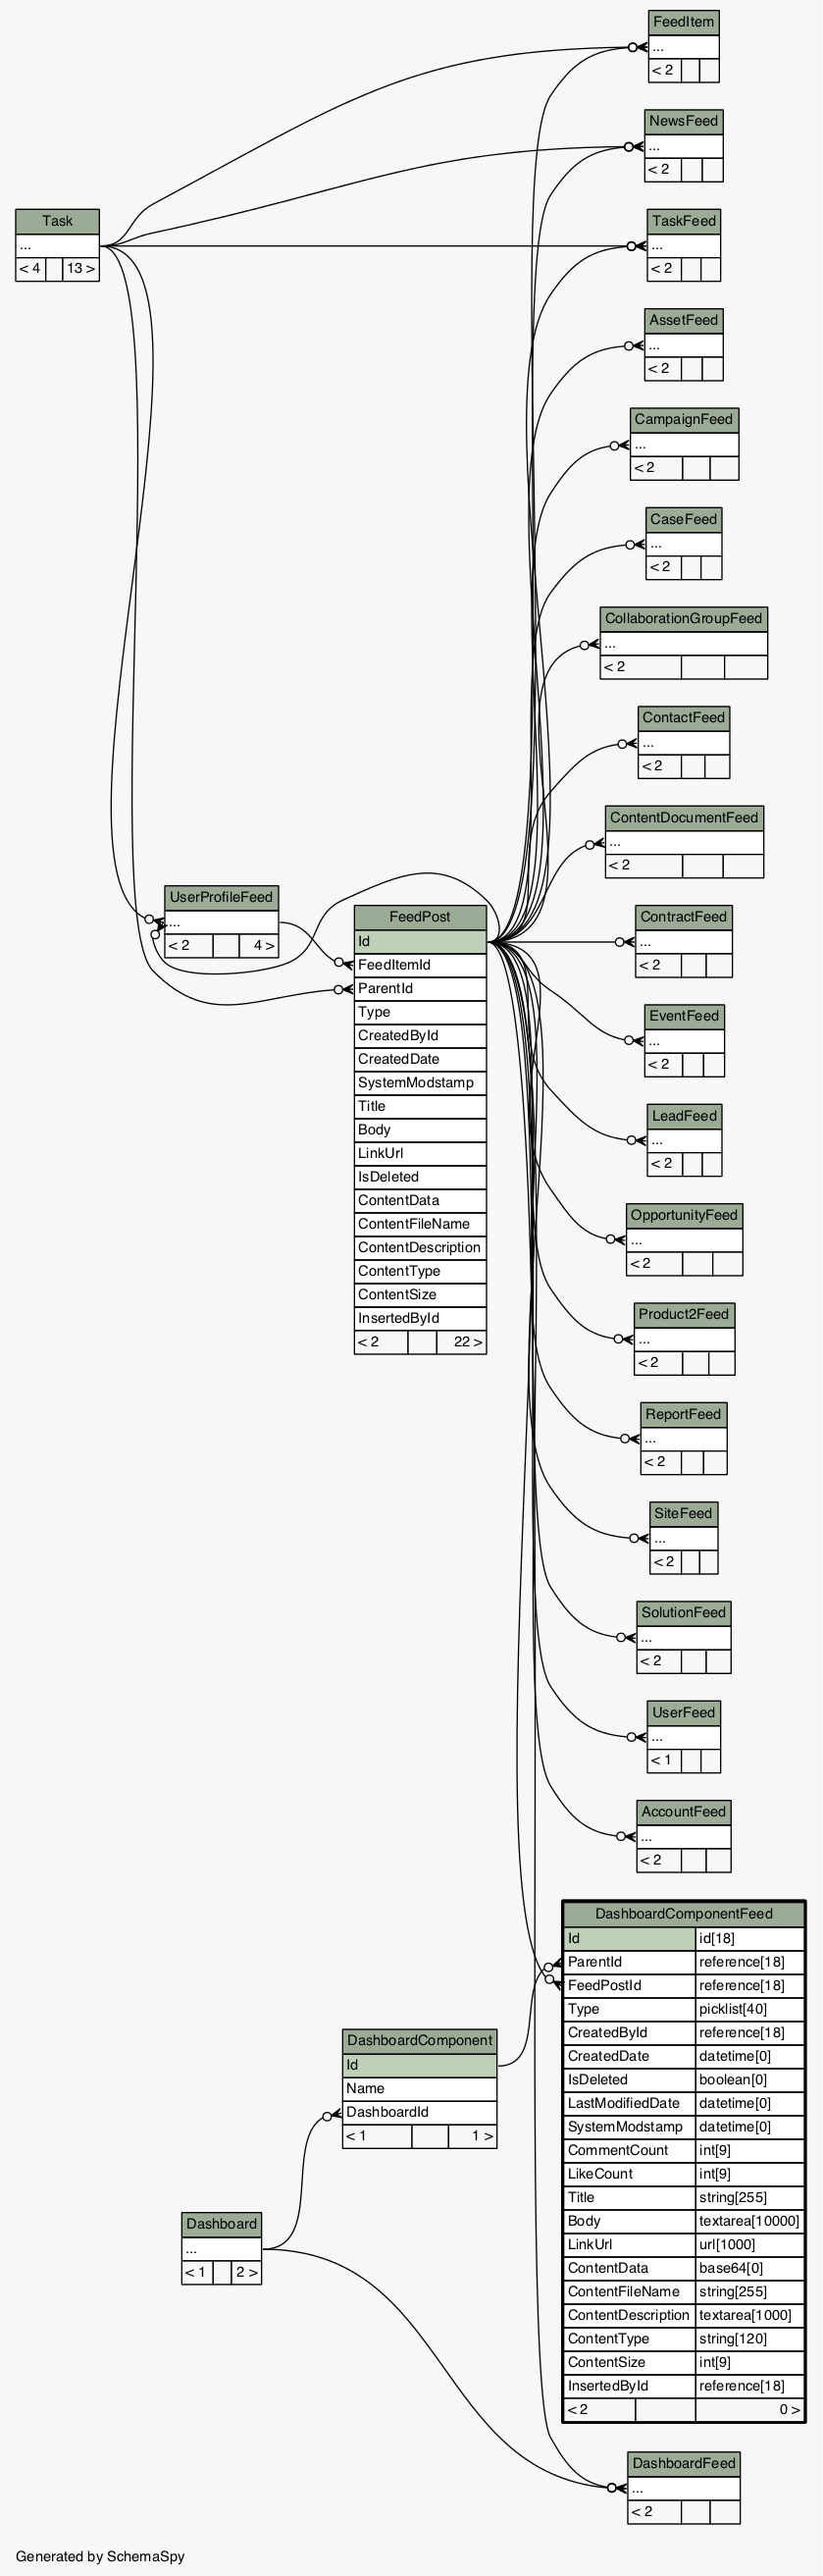 FeedItem
...
< 2
NewsFeed
...
< 2
Task
...
< 4 13 >
TaskFeed
...
< 2
AssetFeed
...
< 2
CampaignFeed
...
< 2
CaseFeed
...
< 2
CollaborationGroupFeed
...
< 2
ContactFeed
...
< 2
ContentDocumentFeed
...
< 2
UserProfileFeed
...
< 2 4 >
FeedPost
Id
FeedItemId
ParentId
Type
CreatedById
CreatedDate
SystemModstamp
Title
Body
LinkUrl
IsDeleted
ContentData
ContentFileName
ContentDescription
ContentType
ContentSize
InsertedById
< 2 22 >
ContractFeed
...
< 2
EventFeed
...
< 2
LeadFeed
...
< 2
OpportunityFeed
...
< 2
Product2Feed
...
< 2
ReportFeed
...
< 2
SiteFeed
...
< 2
SolutionFeed
...
< 2
UserFeed
...
< 1
AccountFeed
...
< 2
DashboardComponentFeed
Id id[18]
ParentId reference[18]
FeedPostId reference[18]
Type picklist[40]
CreatedById reference[18]
CreatedDate datetime[0]
IsDeleted boolean[0]
LastModifiedDate datetime[0]
SystemModstamp datetime[0]
CommentCount int[9]
LikeCount int[9]
Title string[255]
Body textarea[10000]
LinkUrl url[1000]
ContentData base64[0]
ContentFileName string[255]
ContentDescription textarea[1000]
ContentType string[120]
ContentSize int[9]
InsertedById reference[18]
< 2 0 >
DashboardComponent
Id
Name
DashboardId
< 1 1 >
Dashboard
...
< 1 2 >
DashboardFeed
...
< 2
Generated by SchemaSpy